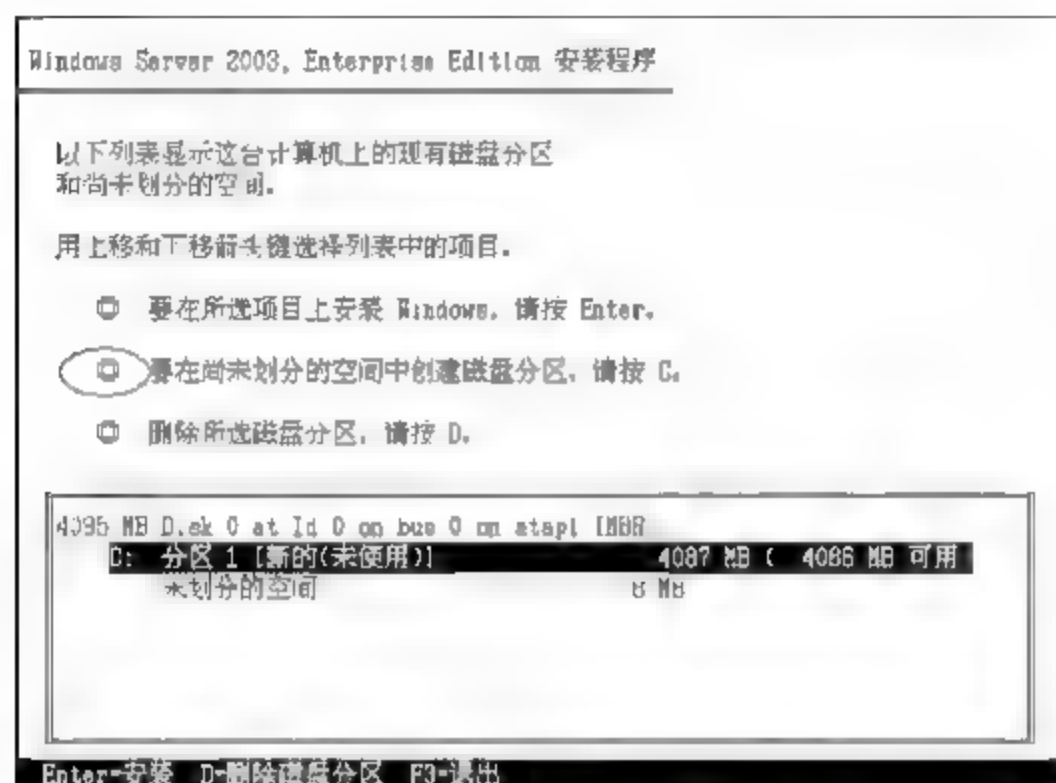 Windows Server 2003, Enterprise Edition 安装程序
以下列表显示这台计算机上的现有磁盘分区
和尚未划分的空间.
用上移和下移箭头键选择列表中的项目.
要在所选项目上安装 Windows, 请按 Enter.
要在尚未划分的空间中创建磁盘分区, 请按 C.
删除所选磁盘分区, 请按 D.
4095 MB Disk 0 at Id 0 on bus 0 on atapi [MBR
C: 分区 1 [新的(未使用)] 4087 MB ( 4086 MB 可用
未划分的空间 8 MB
Enter=安装 D=删除磁盘分区 F3=退出